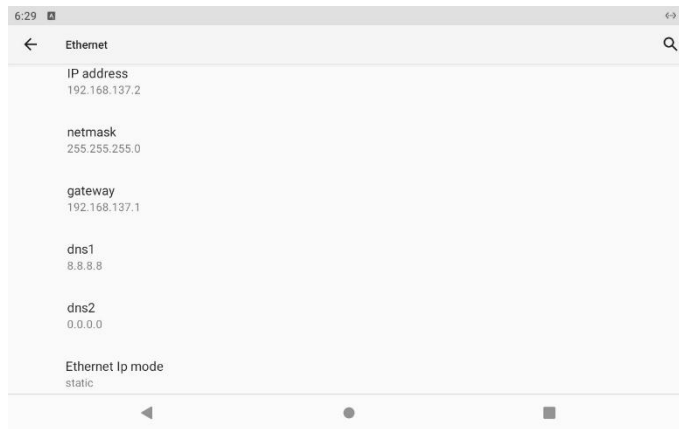 6:29
Ethernet
IP address
192.168.137.2
netmask
255.255.255.0
gateway
192.168.137.1
dns1
8.8.8.8
dns2
0.0.0.0
Ethernet Ip mode
static